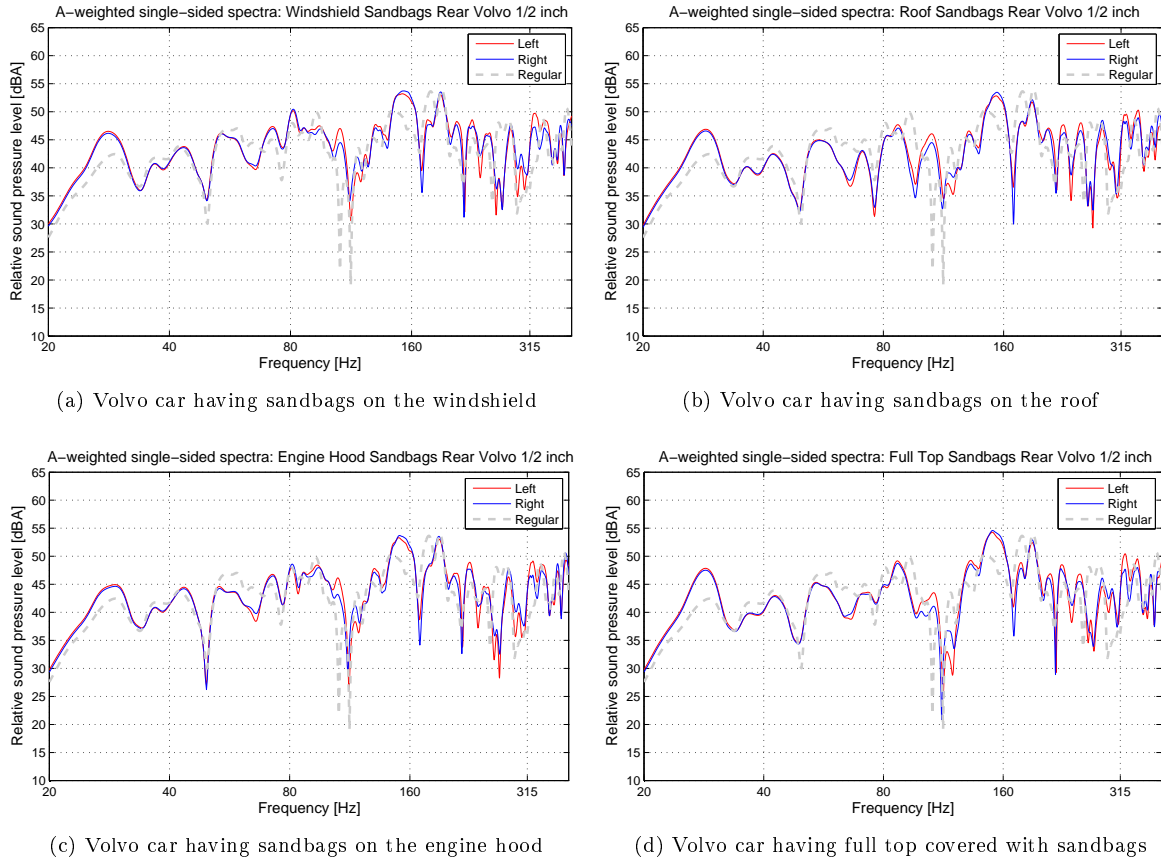 A-weighted single-sided spectra: Windshield Sandbags Rear Volvo 1/2 inch
65
60
55
50
45
40
35
30
25
20
15
10
Relative sound pressure level [dBA]
Left
Right
Regular
20 40 80 160 315
Frequency [Hz]
(a) Volvo car having sandbags on the windshield
A-weighted single-sided spectra: Roof Sandbags Rear Volvo 1/2 inch
65
60
55
50
45
40
35
30
25
20
15
10
Relative sound pressure level [dBA]
Left
Right
Regular
20 40 80 160 315
Frequency [Hz]
(b) Volvo car having sandbags on the roof
A-weighted single-sided spectra: Engine Hood Sandbags Rear Volvo 1/2 inch
65
60
55
50
45
40
35
30
25
20
15
10
Relative sound pressure level [dBA]
Left
Right
Regular
20 40 80 160 315
Frequency [Hz]
(c) Volvo car having sandbags on the engine hood
A-weighted single-sided spectra: Full Top Sandbags Rear Volvo 1/2 inch
65
60
55
50
45
40
35
30
25
20
15
10
Relative sound pressure level [dBA]
Left
Right
Regular
20 40 80 160 315
Frequency [Hz]
(d) Volvo car having full top covered with sandbags